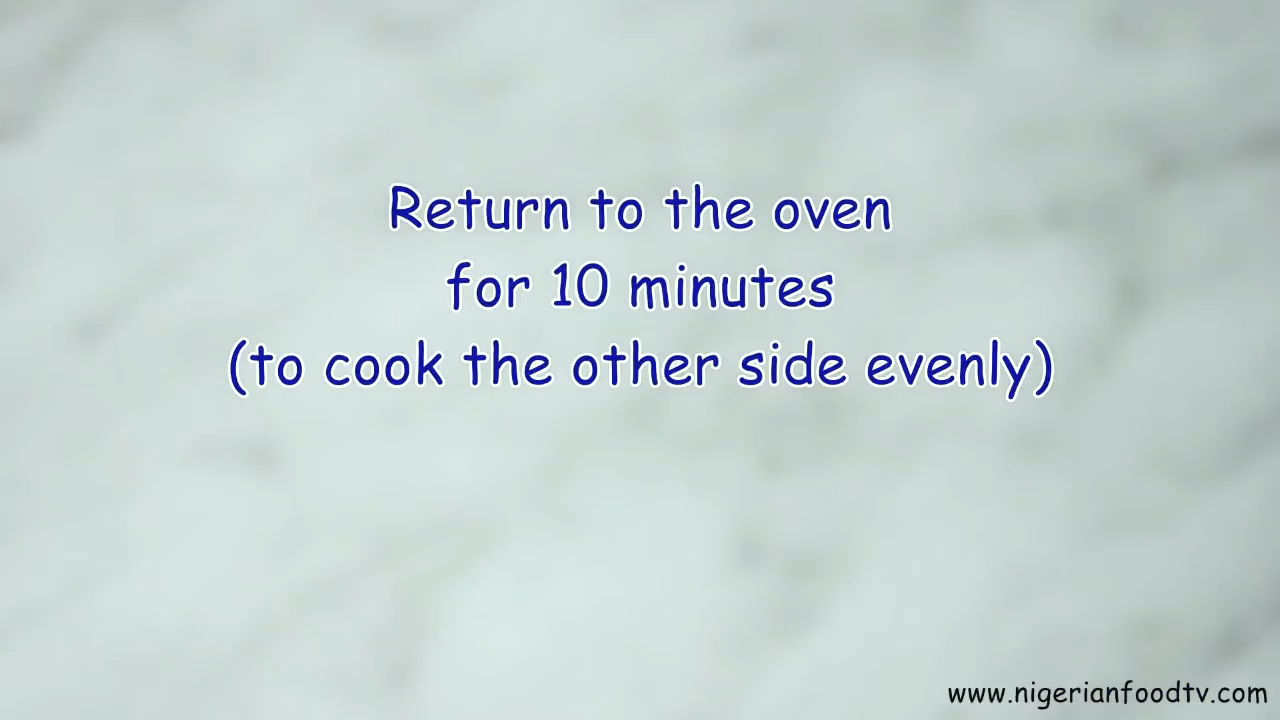 Return to the oven
for 10 minutes
(to cook the other side evenly)
www.nigerianfoodtv.com